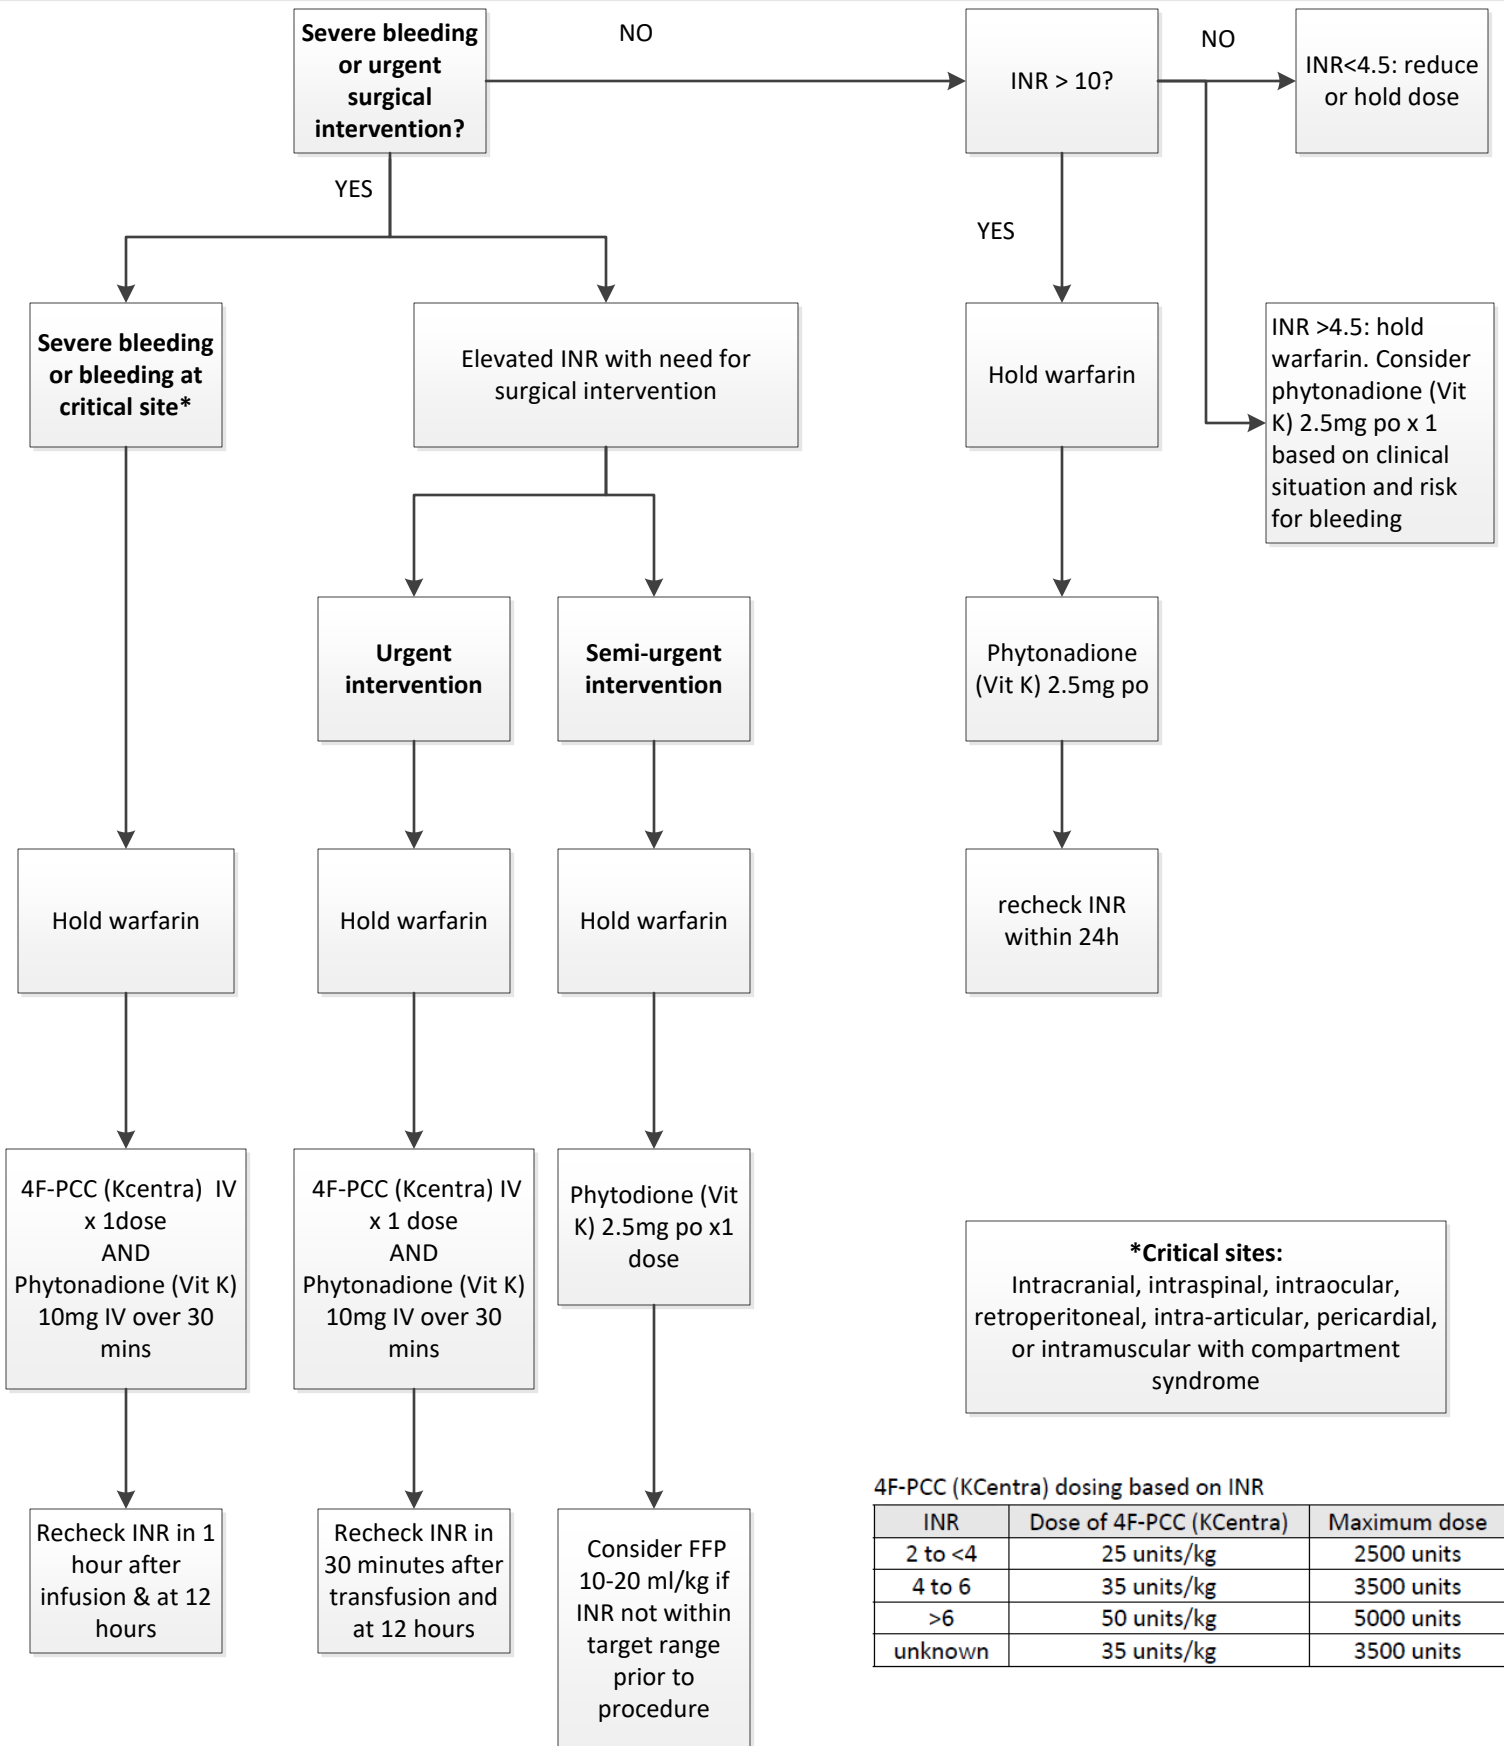 Severe bleeding
or urgent
surgical
intervention?
NO
INR > 10?
NO
INR<4.5: reduce
or hold dose
YES
YES
Severe bleeding
or bleeding at
critical site*
Elevated INR with need for
surgical intervention
Hold warfarin
INR >4.5: hold
warfarin. Consider
phytonadione (Vit
K) 2.5mg po x 1
based on clinical
situation and risk
for bleeding
Urgent
intervention
Semi-urgent
intervention
Phytonadione
(Vit K) 2.5mg po
Hold warfarin
Hold warfarin
Hold warfarin
recheck INR
within 24h
4F-PCC (Kcentra) IV
x 1dose
AND
Phytonadione (Vit K)
10mg IV over 30
mins
4F-PCC (Kcentra) IV
x 1 dose
AND
Phytonadione (Vit K)
10mg IV over 30
mins
Phytodione (Vit
K) 2.5mg po x1
dose
*Critical sites:
Intracranial, intraspinal, intraocular,
retroperitoneal, intra-articular, pericardial,
or intramuscular with compartment
syndrome
Recheck INR in 1
hour after
infusion & at 12
hours
Recheck INR in
30 minutes after
transfusion and
at 12 hours
Consider FFP
10-20 ml/kg if
INR not within
target range
prior to
procedure
4F-PCC (KCentra) dosing based on INR
INR Dose of 4F-PCC (KCentra) Maximum dose
2 to <4 25 units/kg 2500 units
4 to 6 35 units/kg 3500 units
>6 50 units/kg 5000 units
unknown 35 units/kg 3500 units